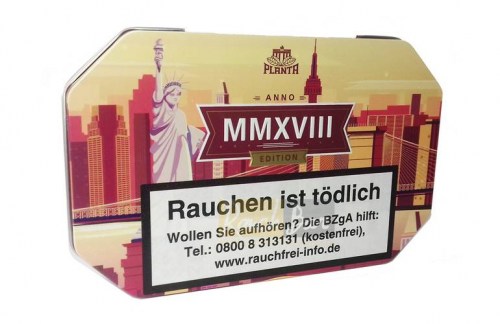 PLANTA
ANNO
MMXVIII
EDITION
Rauchen ist tödlich
Wollen Sie aufhören? Die BZgA hilft:
Tel.: 0800 8 313131 (kostenfrei),
www.rauchfrei-info.de